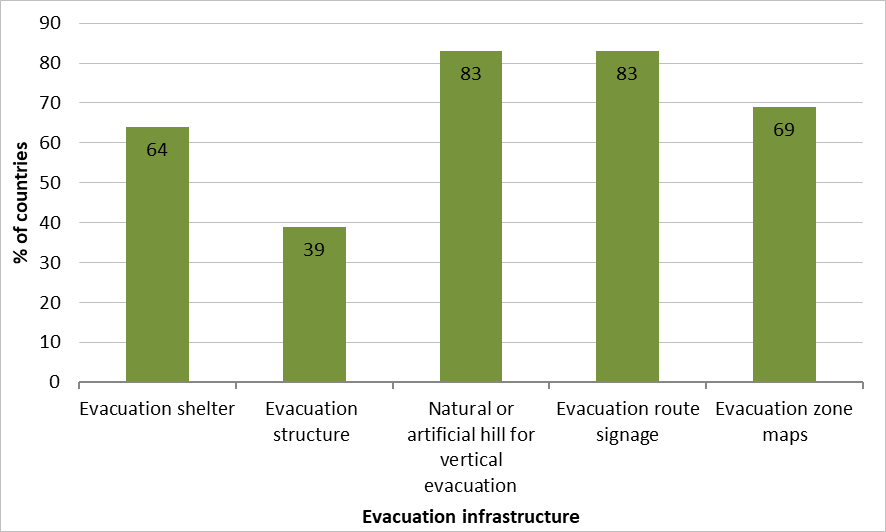 90
80
70
60
50
40
30
20
10
0
% of countries
64
39
83
83
69
Evacuation shelter
Evacuation
structure
Natural or
artificial hill for
vertical
evacuation
Evacuation route
signage
Evacuation zone
maps
Evacuation infrastructure